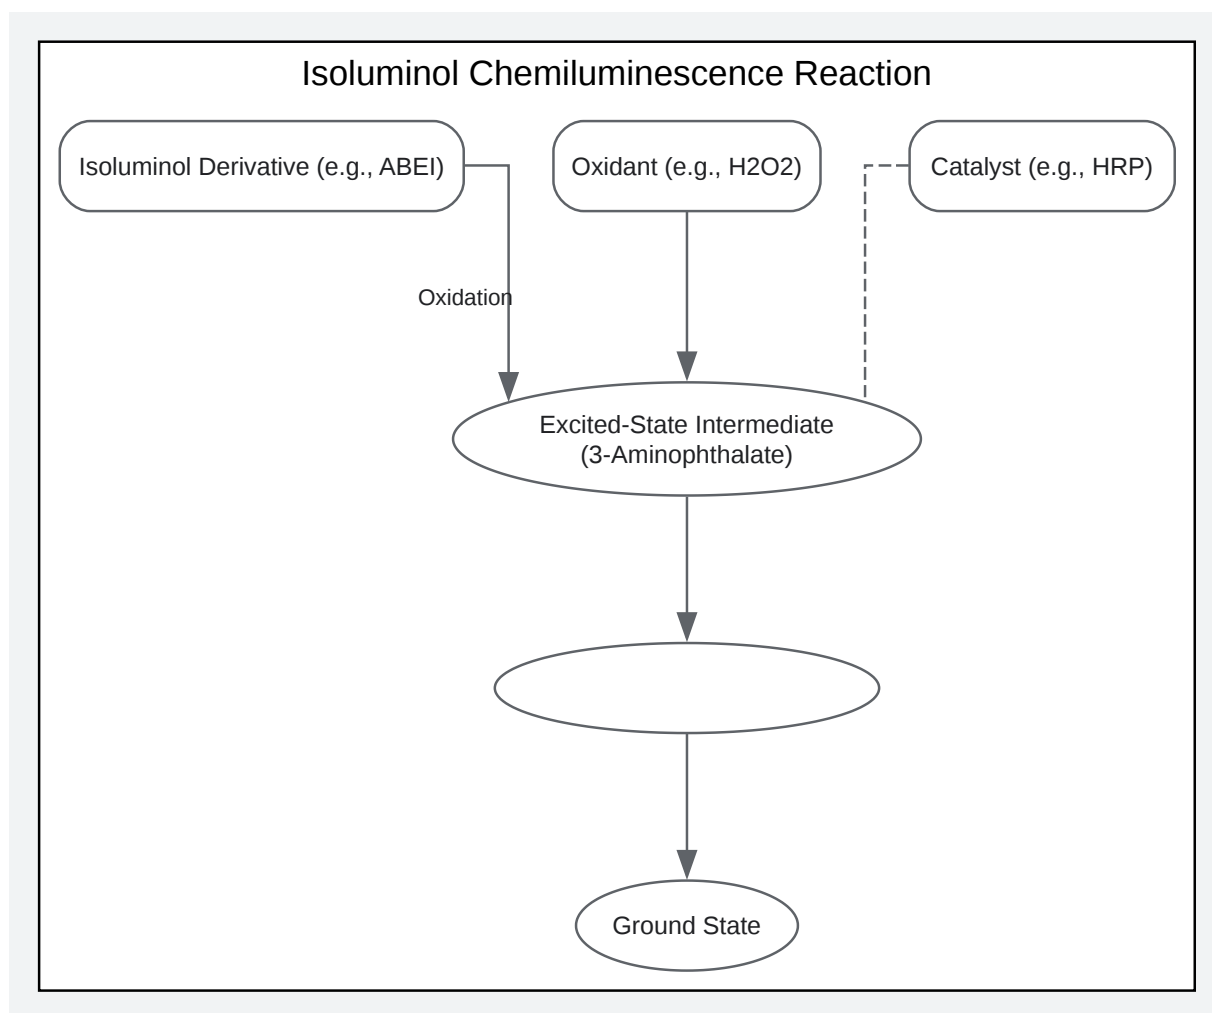 Isoluminol Chemiluminescence Reaction
Isoluminol Derivative (e.g., ABEI)
Oxidant (e.g., H2O2)
Catalyst (e.g., HRP)
Oxidation
Excited-State Intermediate
(3-Aminophthalate)
Ground State